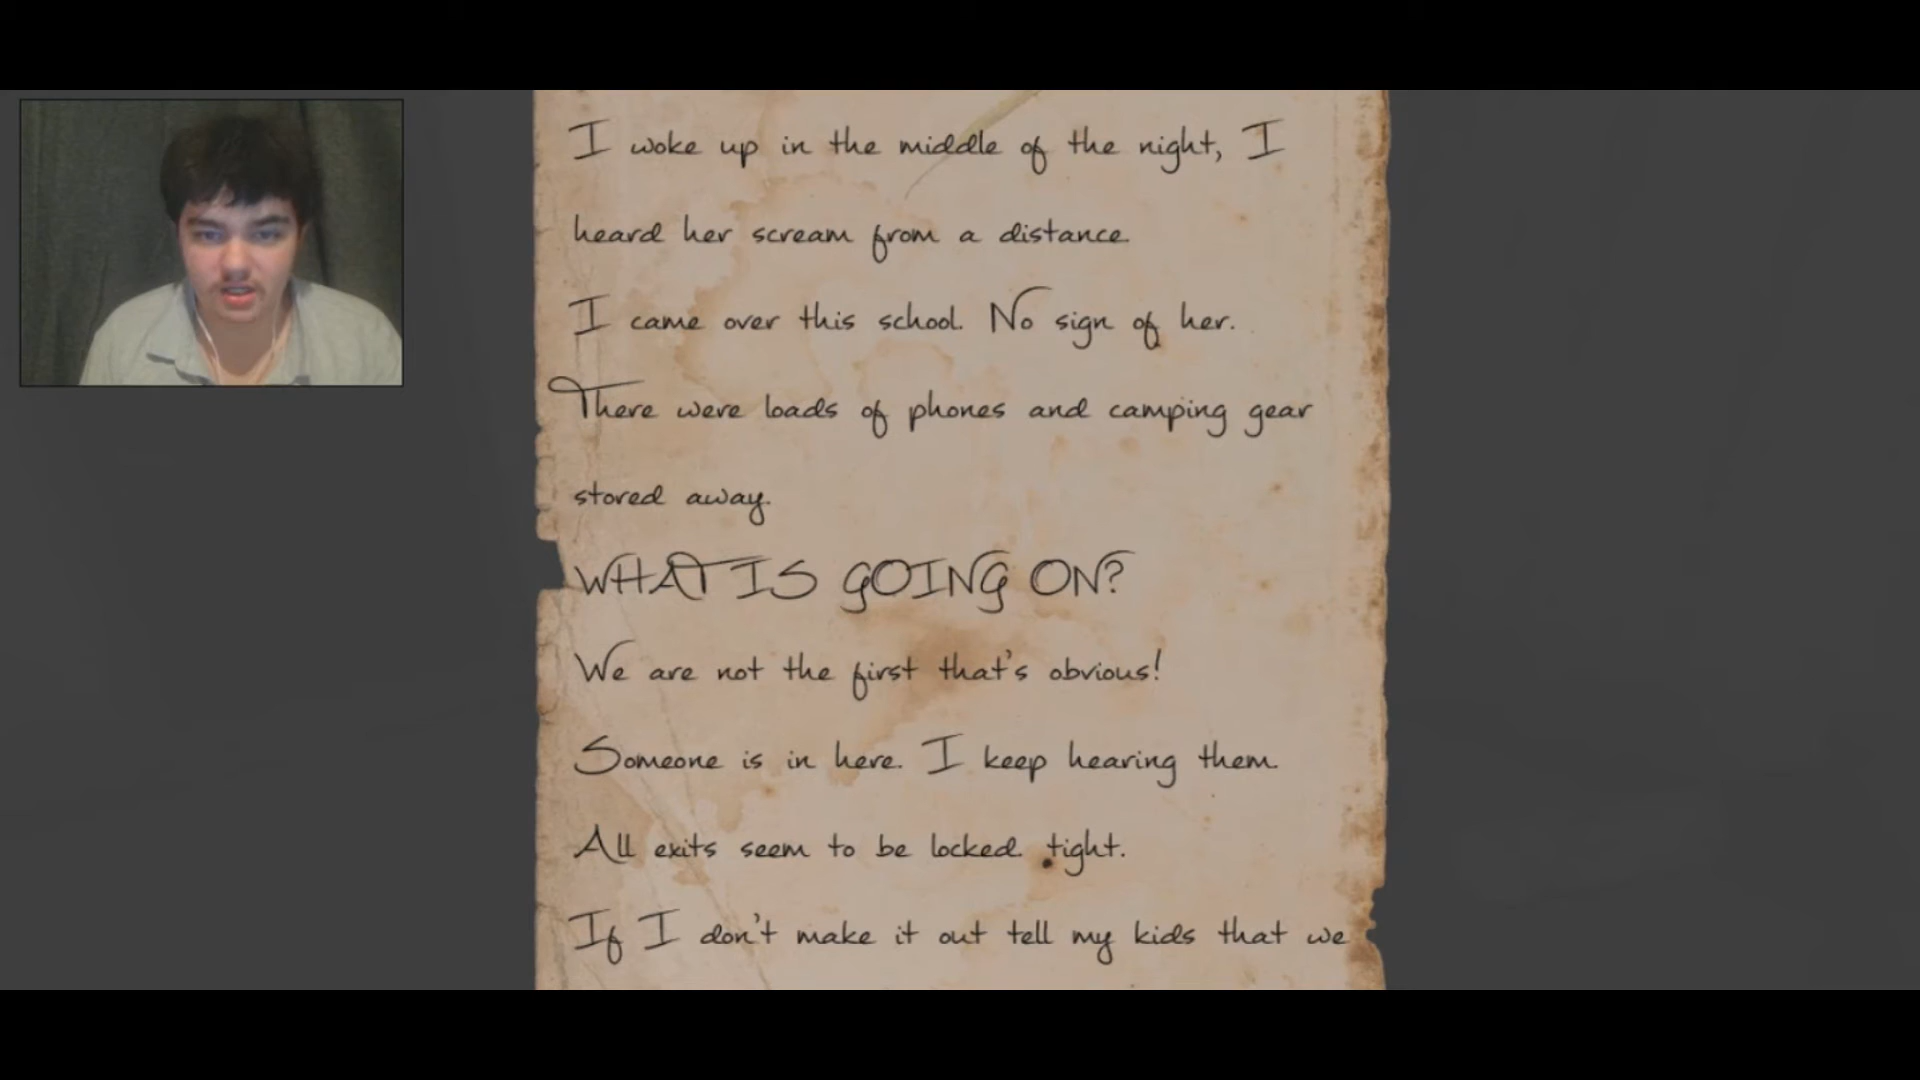 I woke up in the middle of the night, I
heard her scream from a distance.
I came over this school. No sign of her.
There were loads of phones and camping gear
stored away.
WHAT IS GOING ON?
We are not the first that's obvious!
Someone is in here. I keep hearing them.
All exits seem to be locked tight.
If I don't make it out tell my kids that we